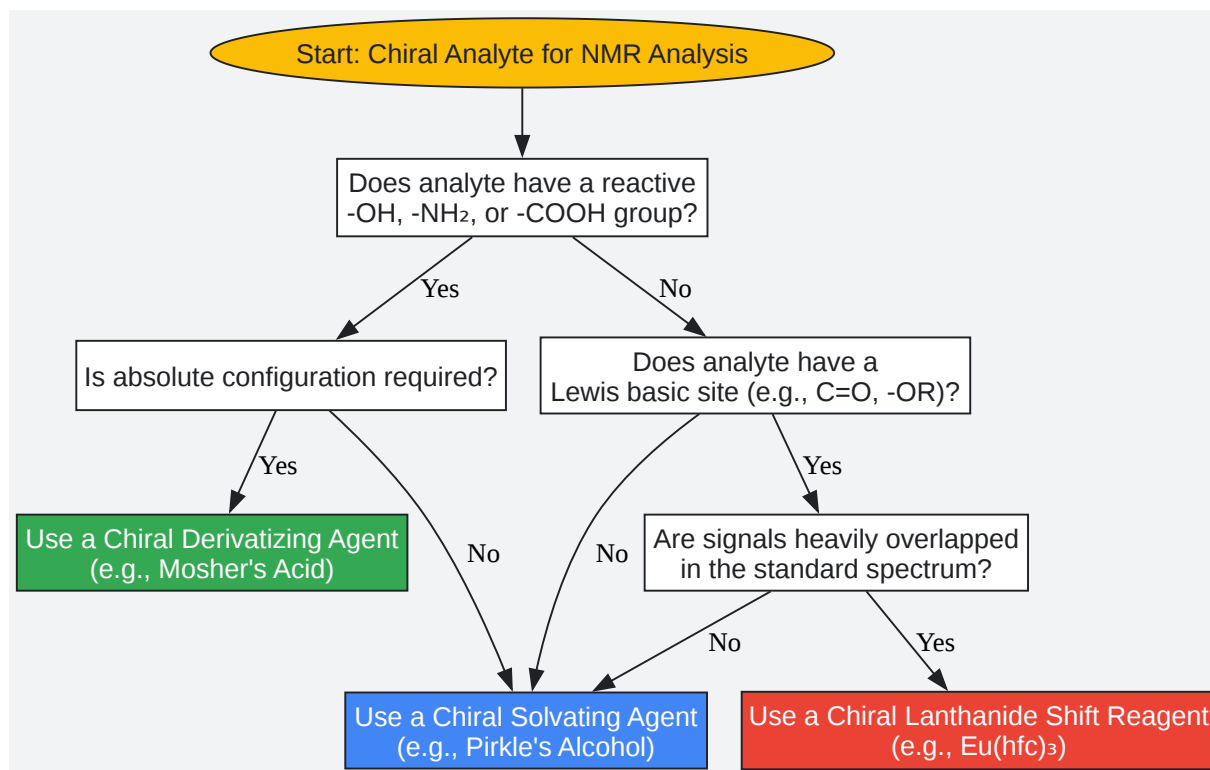 Start: Chiral Analyte for NMR Analysis
Does analyte have a reactive
-OH, -NH₂, or -COOH group?
Yes
No
Is absolute configuration required?
Does analyte have a
Lewis basic site (e.g., C=O, -OR)?
Yes
Yes
Use a Chiral Derivatizing Agent
(e.g., Mosher's Acid)
No
No
Are signals heavily overlapped
in the standard spectrum?
No
Yes
Use a Chiral Solvating Agent
(e.g., Pirkle's Alcohol)
Use a Chiral Lanthanide Shift Reagent
(e.g., Eu(hfc)₃)